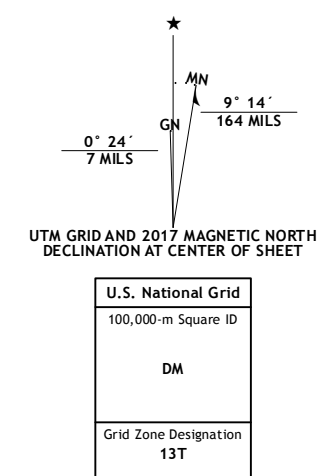 ★
MN
9° 14´
164 MILS
GN
0° 24´
7 MILS
UTM GRID AND 2017 MAGNETIC NORTH
DECLINATION AT CENTER OF SHEET
U.S. National Grid
100,000-m Square ID
DM
Grid Zone Designation
13T